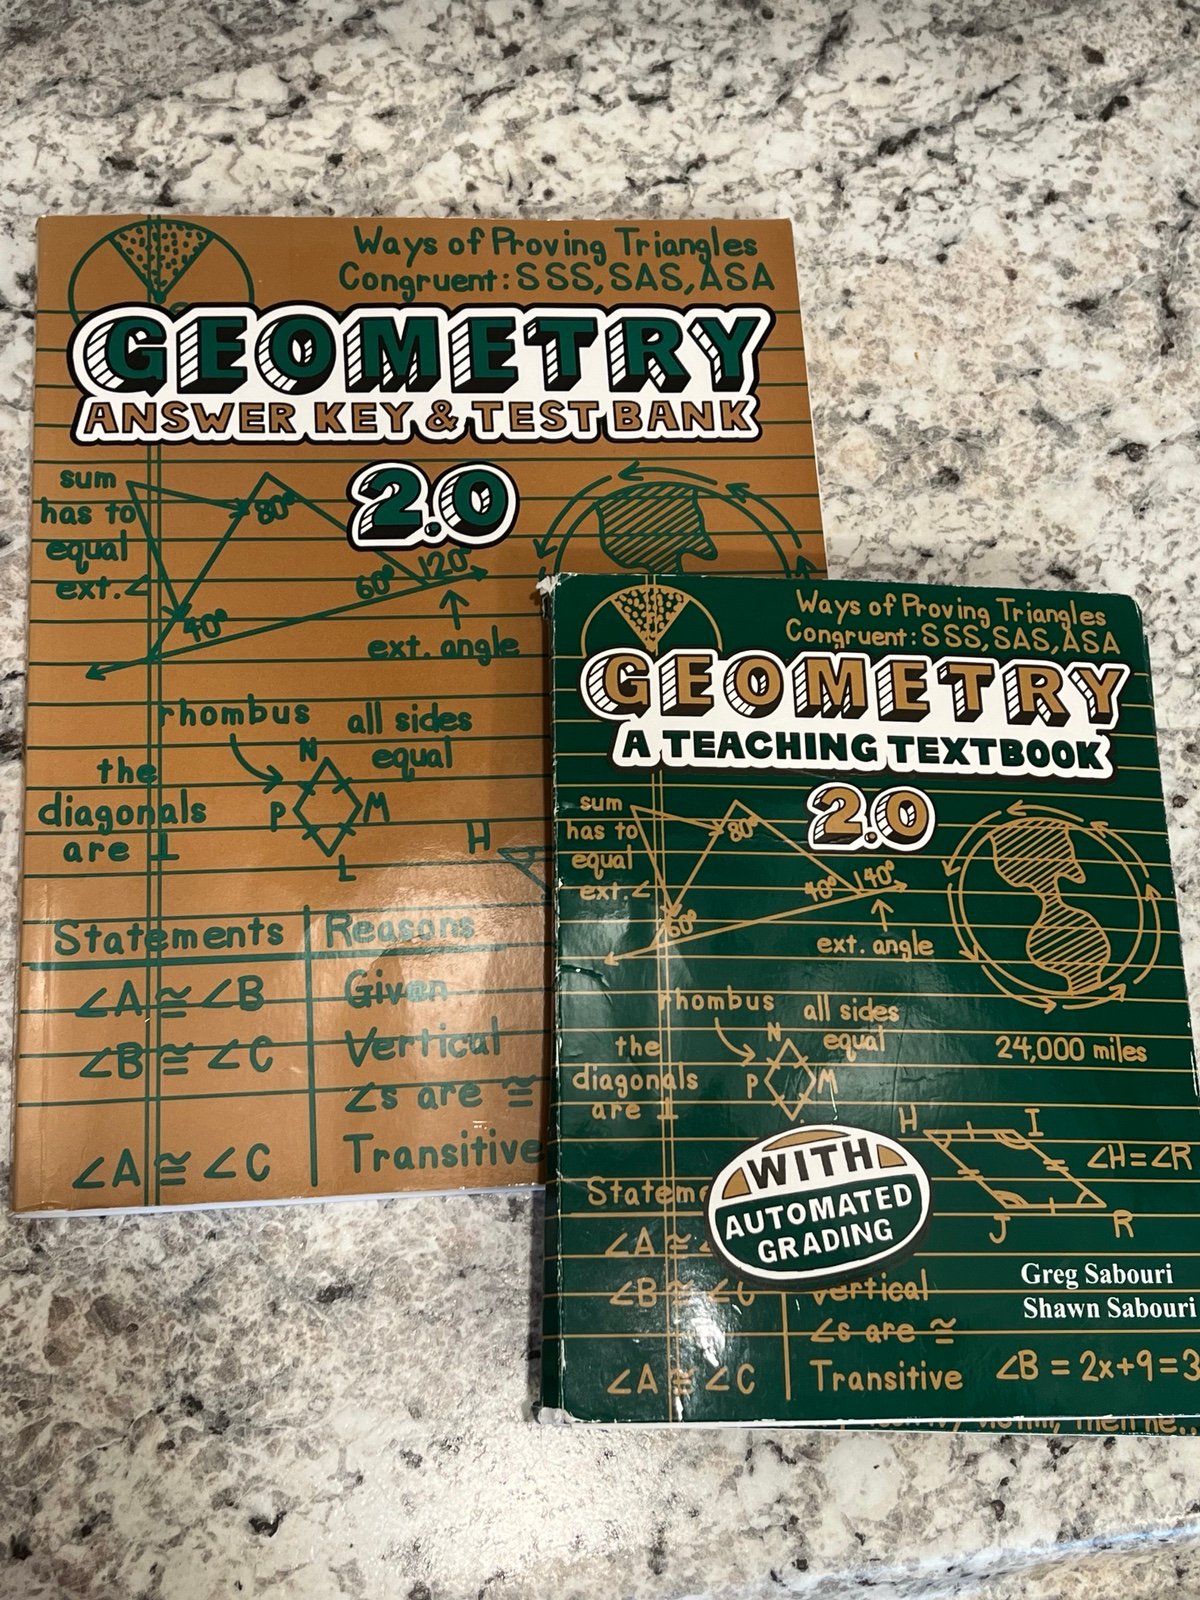 Ways of Proving Triangles
Congruent: SSS, SAS, ASA
GEOMETRY
ANSWER KEY & TEST BANK
2.0
sum
has to
equal
ext. ∠
80°
60°
120°
40°
ext. angle
rhombus
all sides
equal
the
diagonals
are ⊥
N
P
M
L
H
Statements
Reasons
∠A ≅ ∠B
Given
∠B ≅ ∠C
Vertical
∠s are ≅
∠A ≅ ∠C
Transitive
Ways of Proving Triangles
Congruent: SSS, SAS, ASA
GEOMETRY
A TEACHING TEXTBOOK
2.0
sum
has to
equal
ext. ∠
80°
40°
140°
60°
ext. angle
rhombus
all sides
equal
the
diagonals
are ⊥
N
P
M
24,000 miles
H
I
J
R
∠H=∠R
WITH
AUTOMATED
GRADING
Statem
∠A ≅
∠B ≅ ∠C
Vertical
∠s are ≅
∠A ≅ ∠C
Transitive
Greg Sabouri
Shawn Sabouri
∠B = 2x+9=3